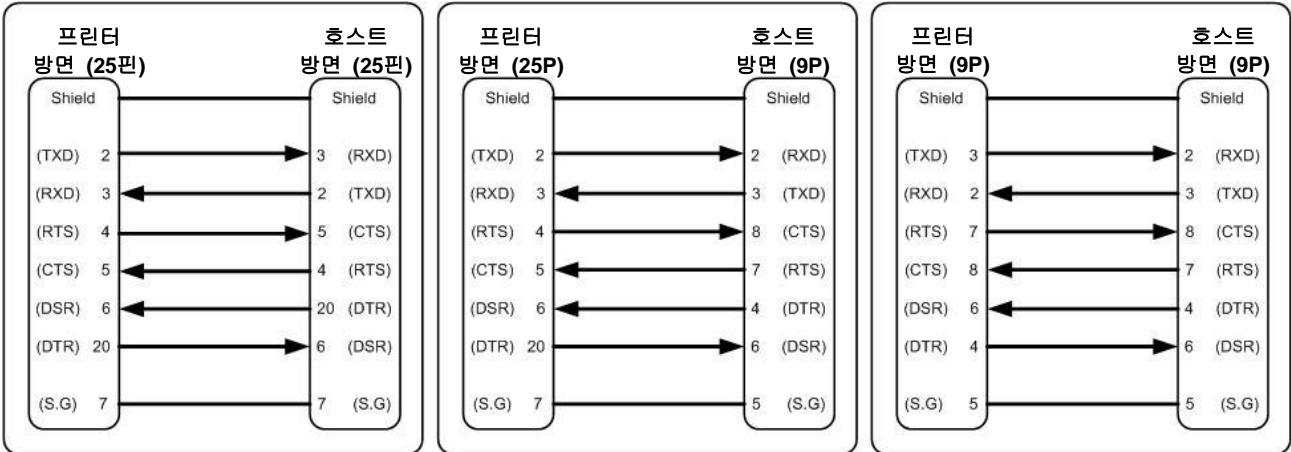 프린터 호스트
방면 (25핀) 방면 (25핀)
Shield Shield
(TXD) 2 3 (RXD)
(RXD) 3 2 (TXD)
(RTS) 4 5 (CTS)
(CTS) 5 4 (RTS)
(DSR) 6 20 (DTR)
(DTR) 20 6 (DSR)
(S.G) 7 7 (S.G)
프린터 호스트
방면 (25P) 방면 (9P)
Shield Shield
(TXD) 2 2 (RXD)
(RXD) 3 3 (TXD)
(RTS) 4 8 (CTS)
(CTS) 5 7 (RTS)
(DSR) 6 4 (DTR)
(DTR) 20 6 (DSR)
(S.G) 7 5 (S.G)
프린터 호스트
방면 (9P) 방면 (9P)
Shield Shield
(TXD) 3 2 (RXD)
(RXD) 2 3 (TXD)
(RTS) 7 8 (CTS)
(CTS) 8 7 (RTS)
(DSR) 6 4 (DTR)
(DTR) 4 6 (DSR)
(S.G) 5 5 (S.G)